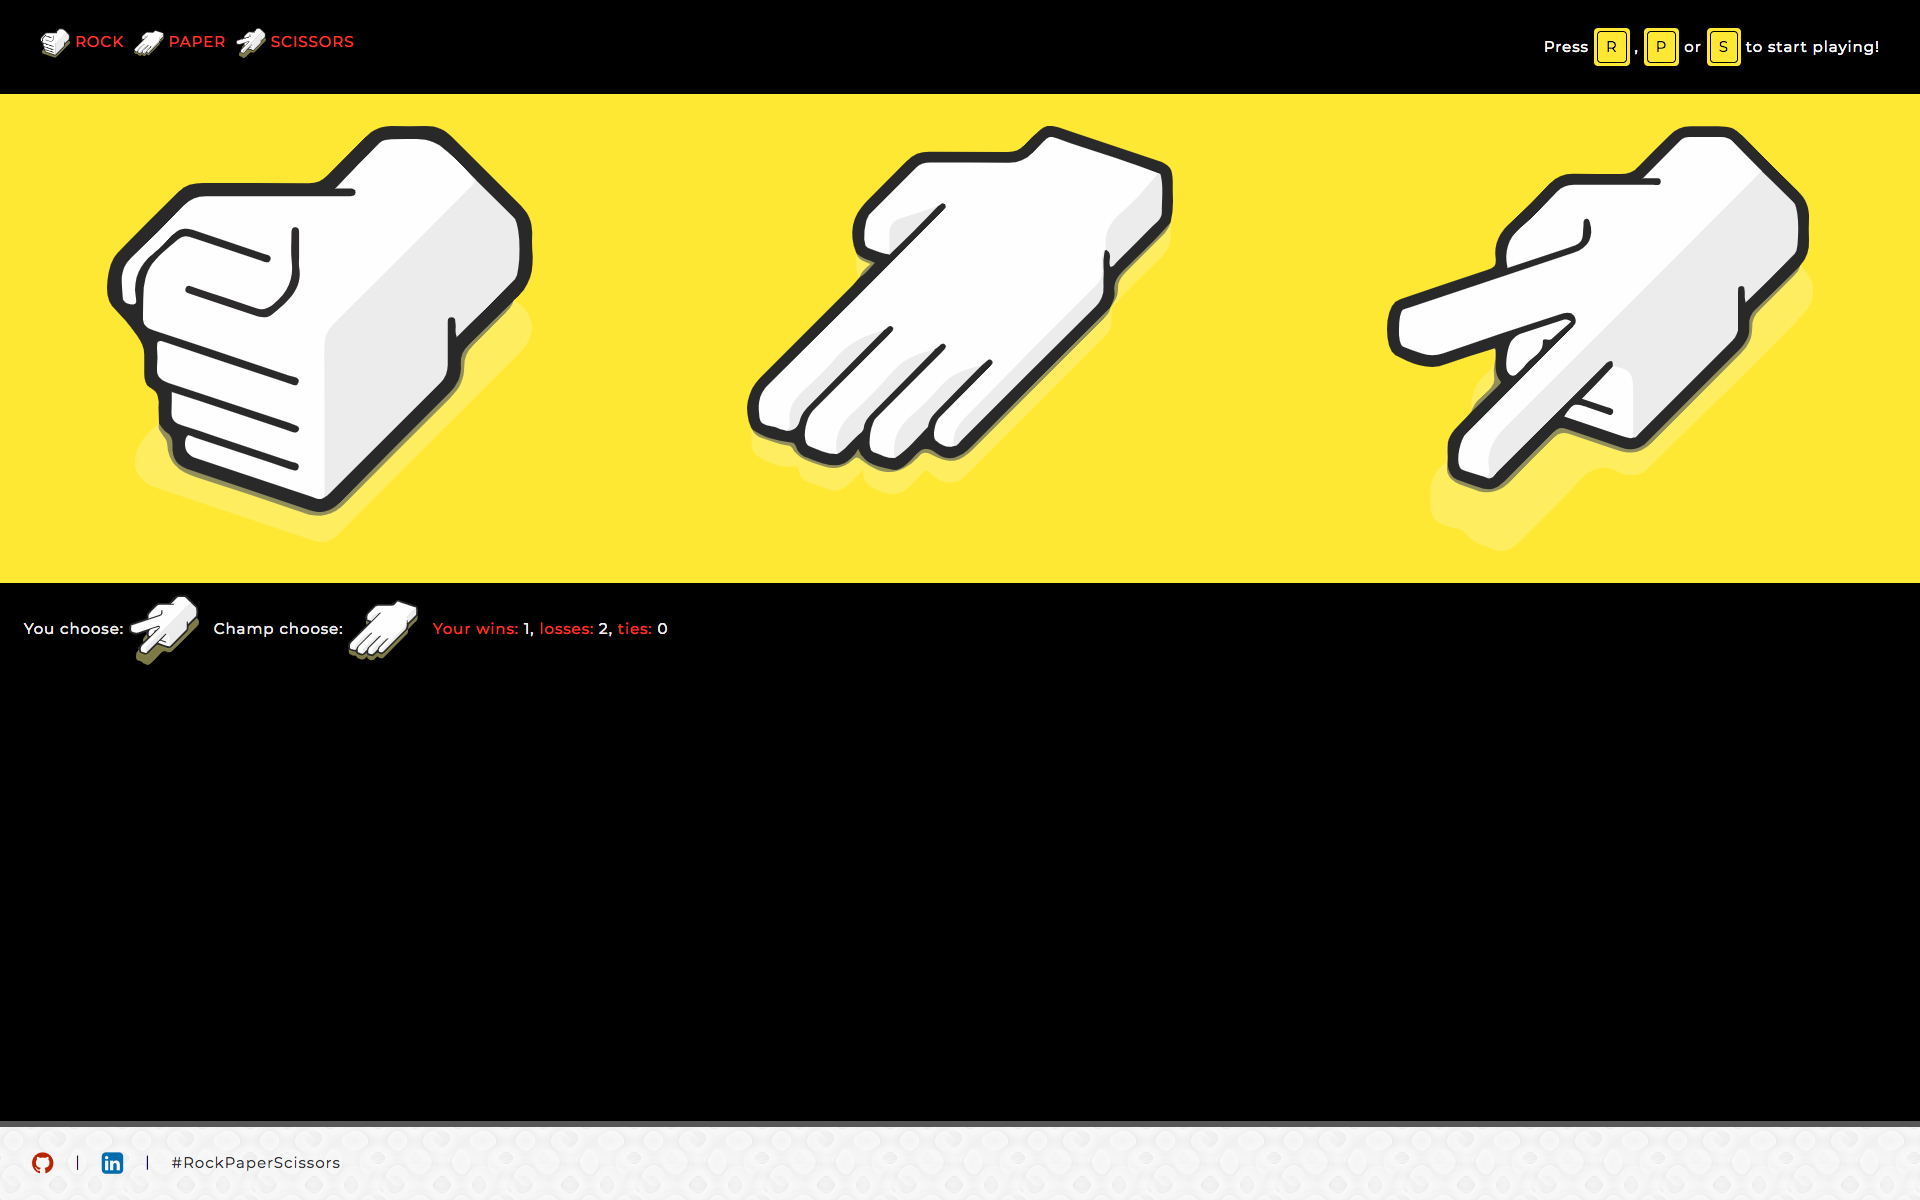 ROCK PAPER SCISSORS
Press R , P or S to start playing!
You choose: Champ choose: Your wins: 1, losses: 2, ties: 0
in | | #RockPaperScissors